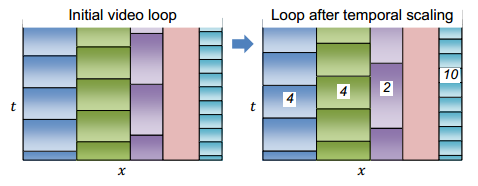 Initial video loop
Loop after temporal scaling
t
x
t
4
4
2
10
x